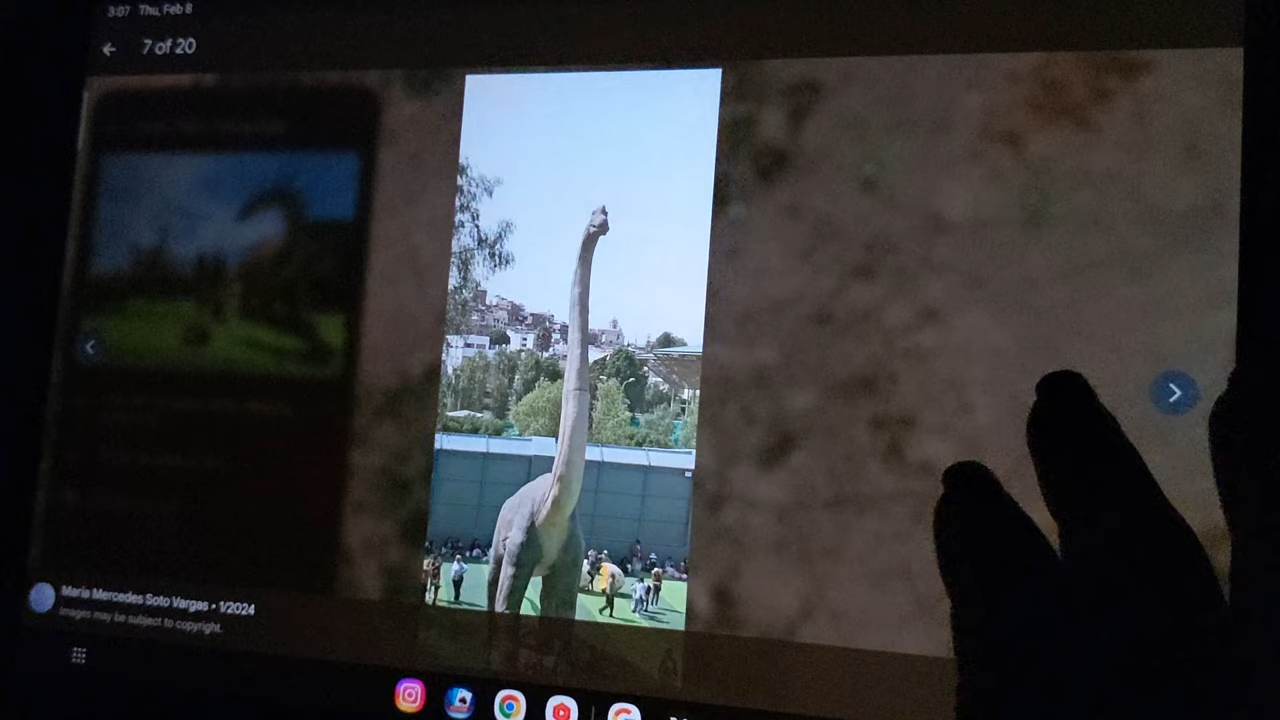 3:07 Thu, Feb 8
7 of 20
María Mercedes Soto Vargas • 1/2024
Images may be subject to copyright.